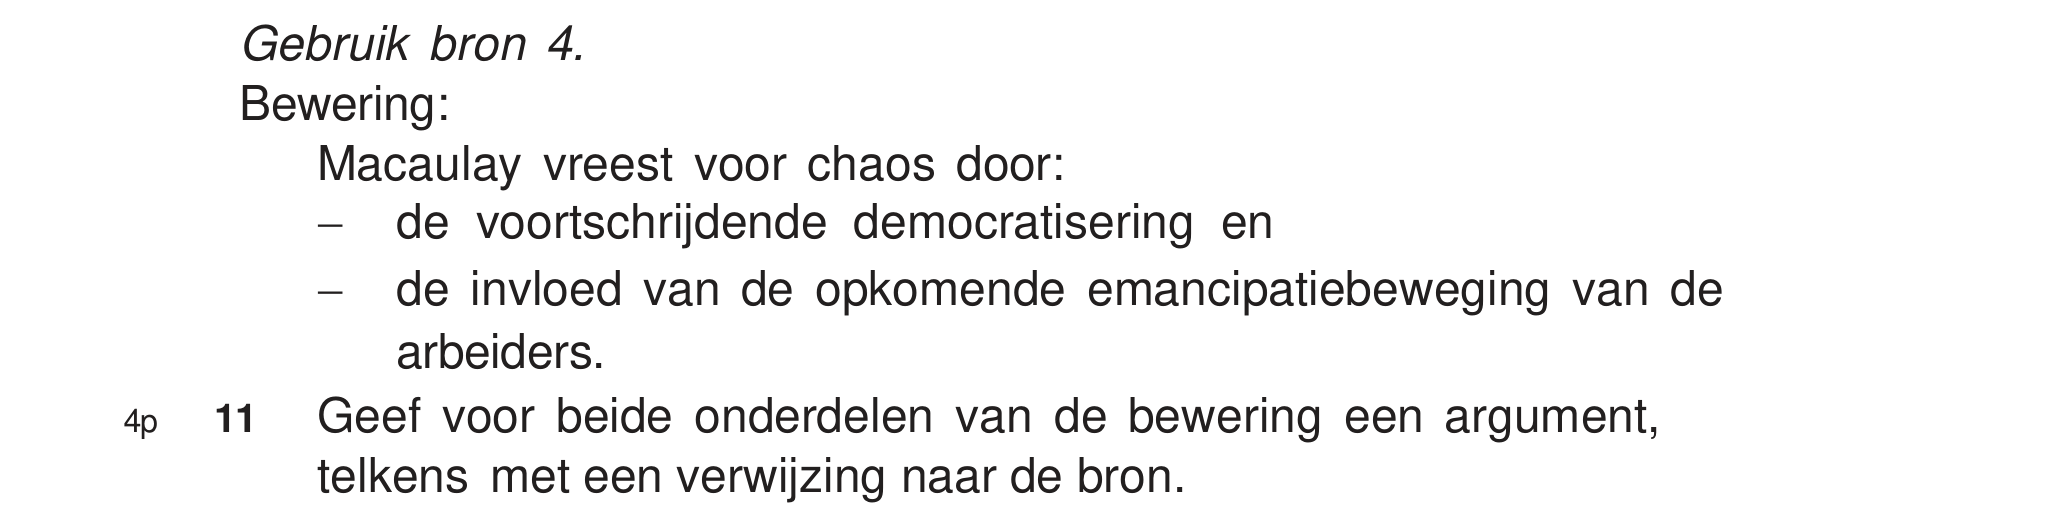 Gebruik bron 4.
Bewering:
Macaulay vreest voor chaos door:
– de voortschrijdende democratisering en
– de invloed van de opkomende emancipatiebeweging van de
arbeiders.
4p 11 Geef voor beide onderdelen van de bewering een argument,
telkens met een verwijzing naar de bron.